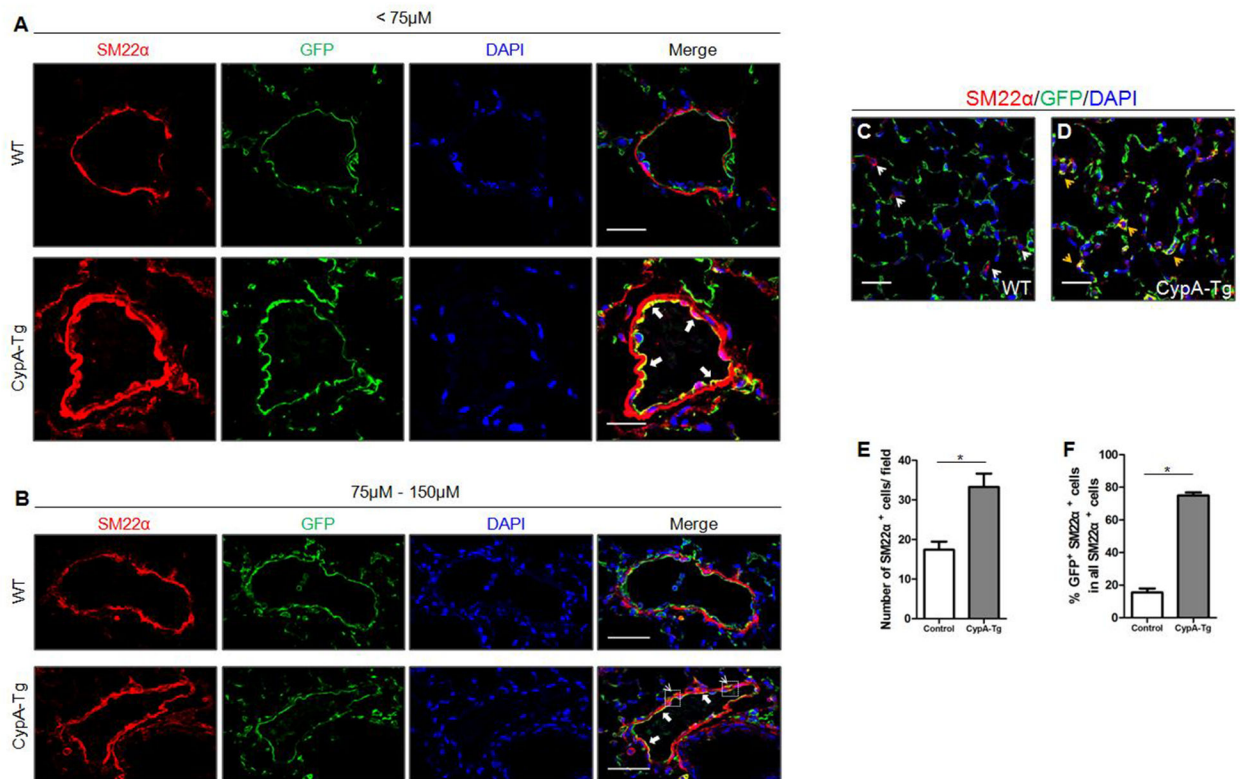 A
< 75µM
SM22α GFP DAPI Merge
WT
CypA-Tg
B
75µM - 150µM
SM22α GFP DAPI Merge
WT
CypA-Tg
SM22α/GFP/DAPI
C
WT
D
CypA-Tg
E
Number of SM22α + cells/ field
40
30
20
10
0
*
Control CypA-Tg
F
% GFP+ SM22α + cells
in all SM22α + cells
100
80
60
40
20
0
*
Control CypA-Tg